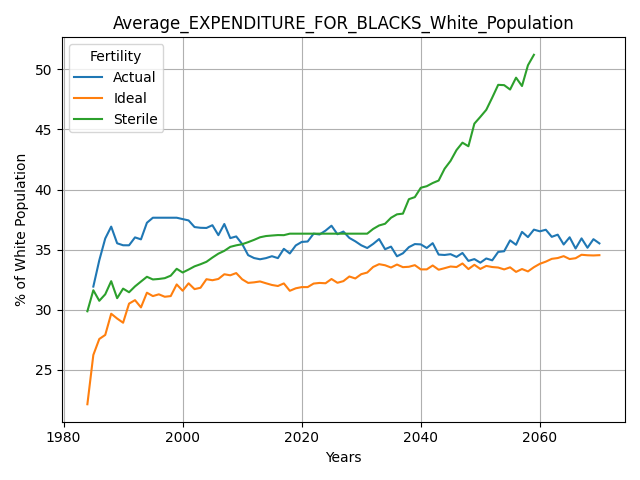 Average_EXPENDITURE_FOR_BLACKS_White_Population
Fertility
Actual
Ideal
Sterile
% of White Population
50
45
40
35
30
25
1980
2000
2020
2040
2060
Years